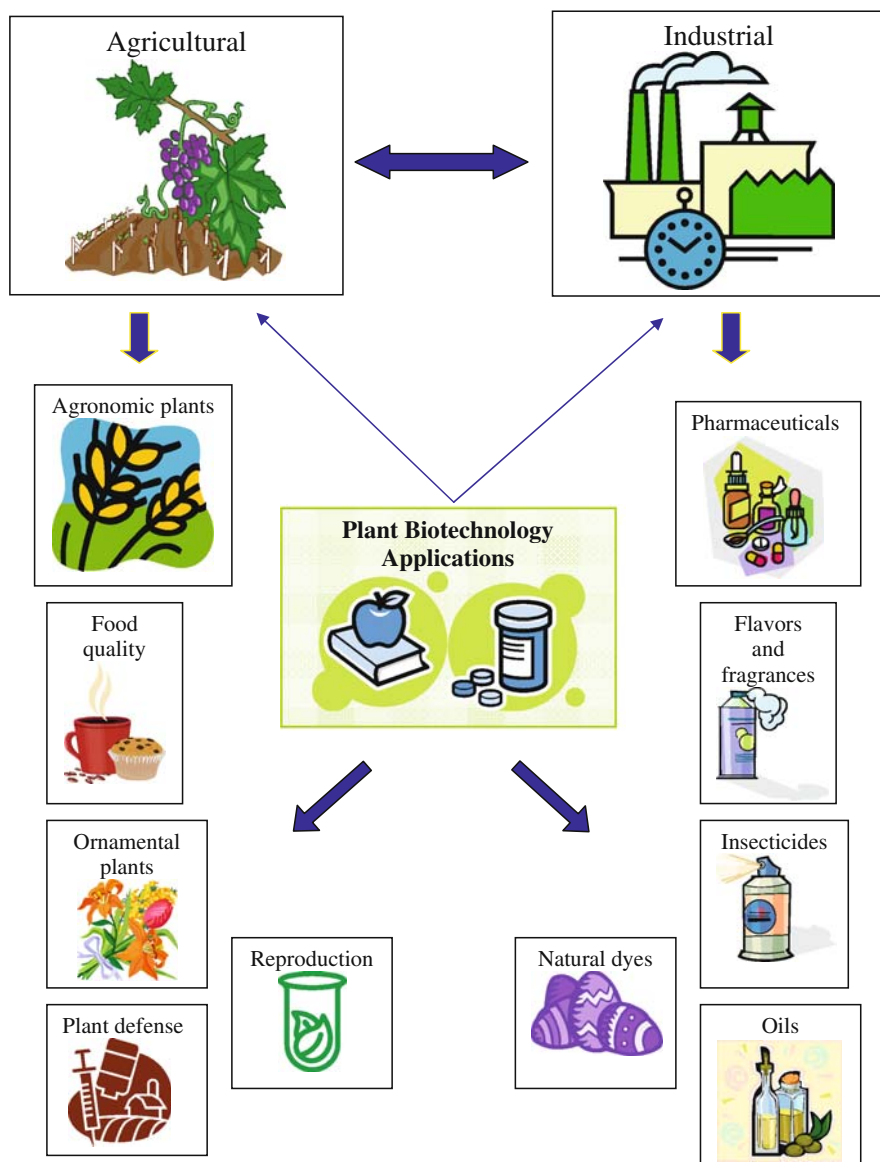 Agricultural
Industrial
Agronomic plants
Pharmaceuticals
Plant Biotechnology
Applications
Food
quality
Flavors
and
fragrances
Ornamental
plants
Insecticides
Reproduction
Natural dyes
Plant defense
Oils